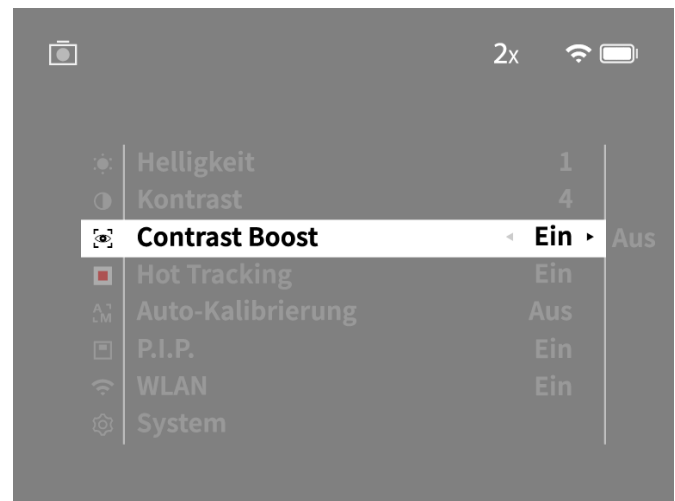 2x
Helligkeit 1
Kontrast 4
Contrast Boost Ein Aus
Hot Tracking Ein
Auto-Kalibrierung Aus
P.I.P. Ein
WLAN Ein
System